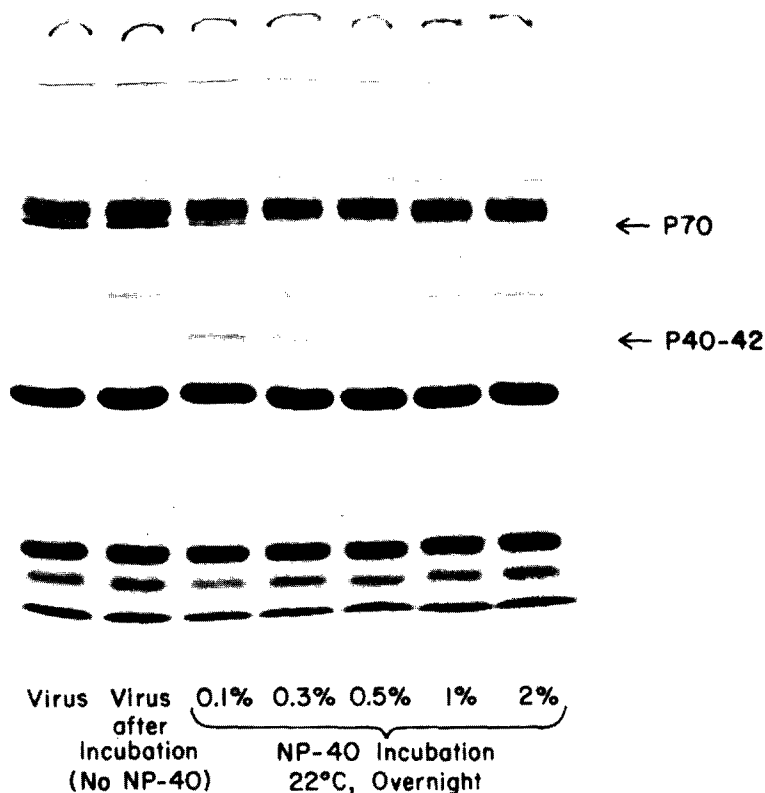 ← P70
← P40-42
Virus Virus after Incubation (No NP-40) 0.1% 0.3% 0.5% 1% 2%
NP-40 Incubation
22°C, Overnight